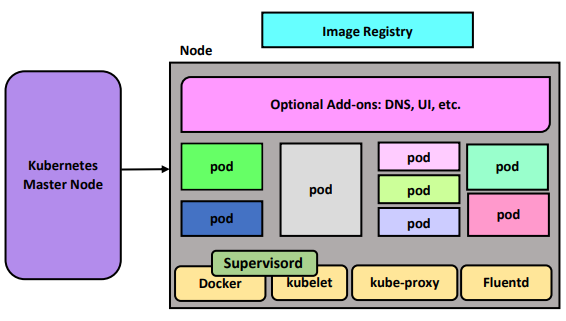 Image Registry
Node
Optional Add-ons: DNS, UI, etc.
Kubernetes
Master Node
pod
pod
pod
pod
pod
pod
pod
pod
Supervisord
Docker
kubelet
kube-proxy
Fluentd